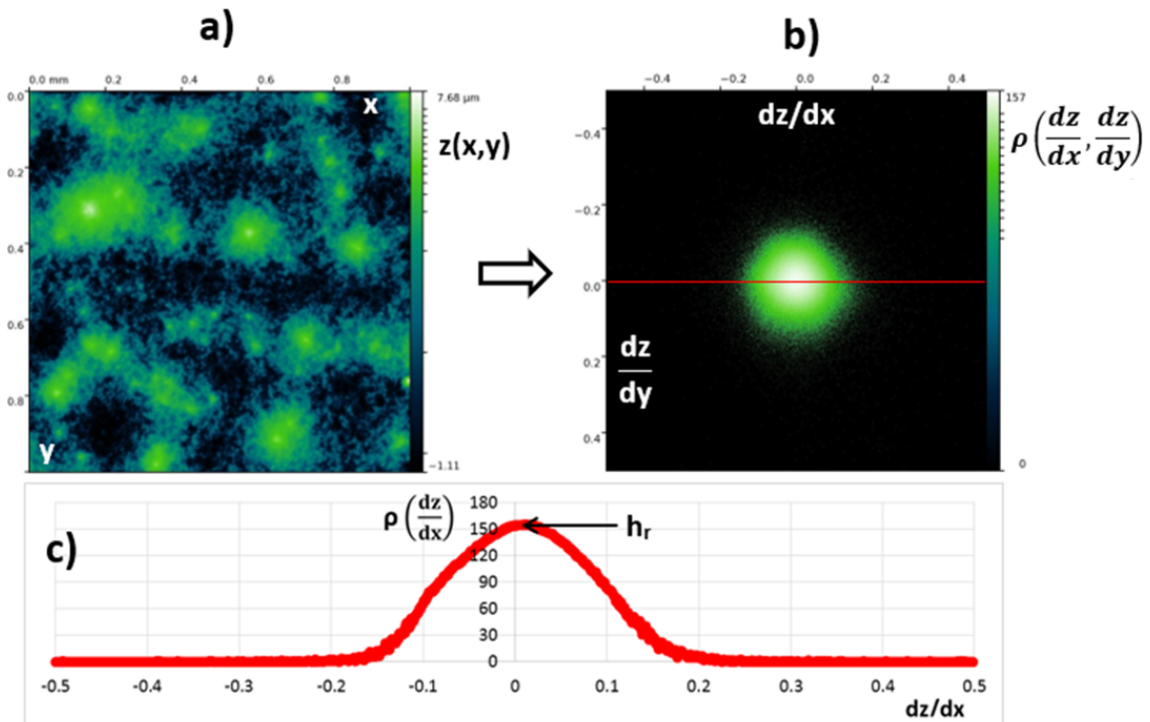 a)
b)
0.0 mm 0.2 0.4 0.6 0.8
x
0.0
0.2
0.4
0.6
0.8
y
7.68 µm
z(x,y)
−1.11
−0.4 −0.2 0.0 0.2 0.4
dz/dx
−0.4
−0.2
0.0
0.2
0.4
dz
dy
157
ρ(dz/dx, dz/dy)
0
c)
ρ(dz/dx)
180
150
120
90
60
30
0
hr
-0.5 -0.4 -0.3 -0.2 -0.1 0 0.1 0.2 0.3 0.4 0.5
dz/dx